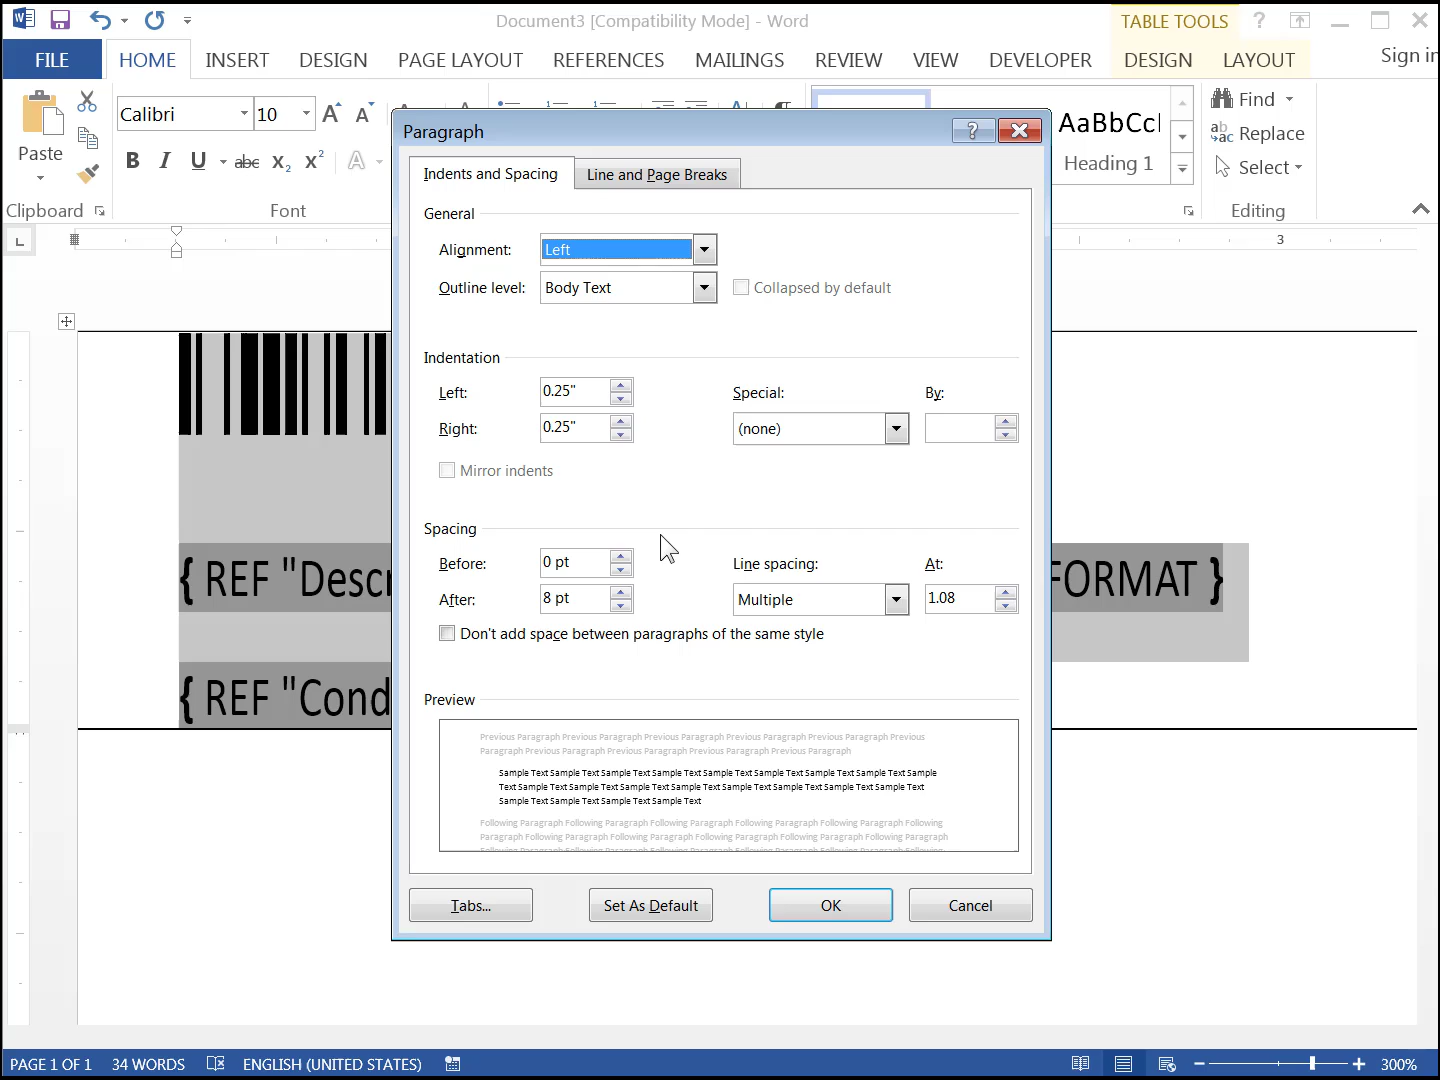 Document3 [Compatibility Mode] - Word
TABLE TOOLS
?
FILE
HOME
INSERT
DESIGN
PAGE LAYOUT
REFERENCES
MAILINGS
REVIEW
VIEW
DEVELOPER
DESIGN
LAYOUT
Sign in
Paste
Calibri
10
B I U abc X2 X2 A
AaBbCcI
Heading 1
Find
Replace
Select
Clipboard
Font
Editing
3
Paragraph
?
Indents and Spacing
Line and Page Breaks
General
Alignment:
Left
Outline level:
Body Text
Collapsed by default
Indentation
Left:
0.25"
Special:
By:
Right:
0.25"
(none)
Mirror indents
Spacing
Before:
0 pt
Line spacing:
At:
After:
8 pt
Multiple
1.08
Don't add space between paragraphs of the same style
Preview
Previous Paragraph Previous Paragraph Previous Paragraph Previous Paragraph Previous Paragraph Previous
Paragraph Previous Paragraph Previous Paragraph Previous Paragraph Previous Paragraph
Sample Text Sample Text Sample Text Sample Text Sample Text Sample Text Sample Text Sample Text Sample
Text Sample Text Sample Text Sample Text Sample Text Sample Text Sample Text Sample Text Sample Text
Sample Text Sample Text Sample Text Sample Text
Following Paragraph Following Paragraph Following Paragraph Following Paragraph Following Paragraph
Paragraph Following Paragraph Following Paragraph Following Paragraph Following Paragraph
Tabs...
Set As Default
OK
Cancel
{ REF "Descr
FORMAT }
{ REF "Cond
PAGE 1 OF 1
34 WORDS
ENGLISH (UNITED STATES)
300%